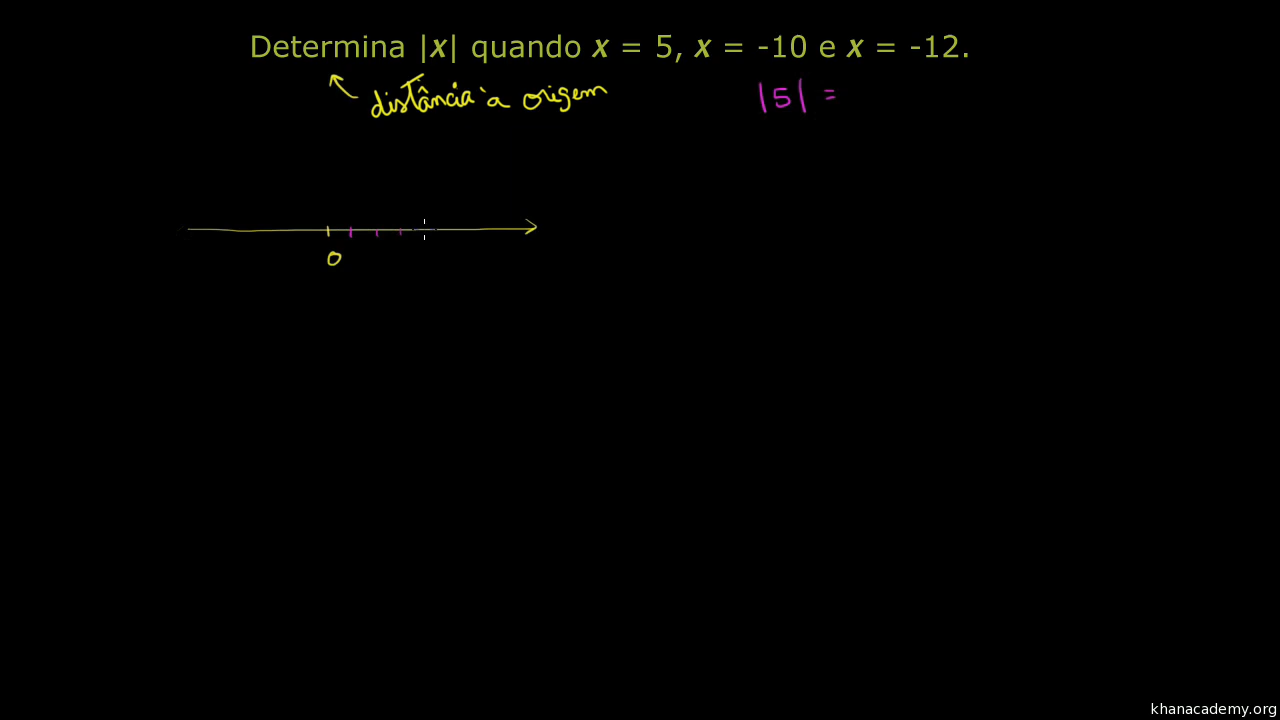 Determina |x| quando x = 5, x = -10 e x = -12.
distância à origem
|5| =
0
khanacademy.org